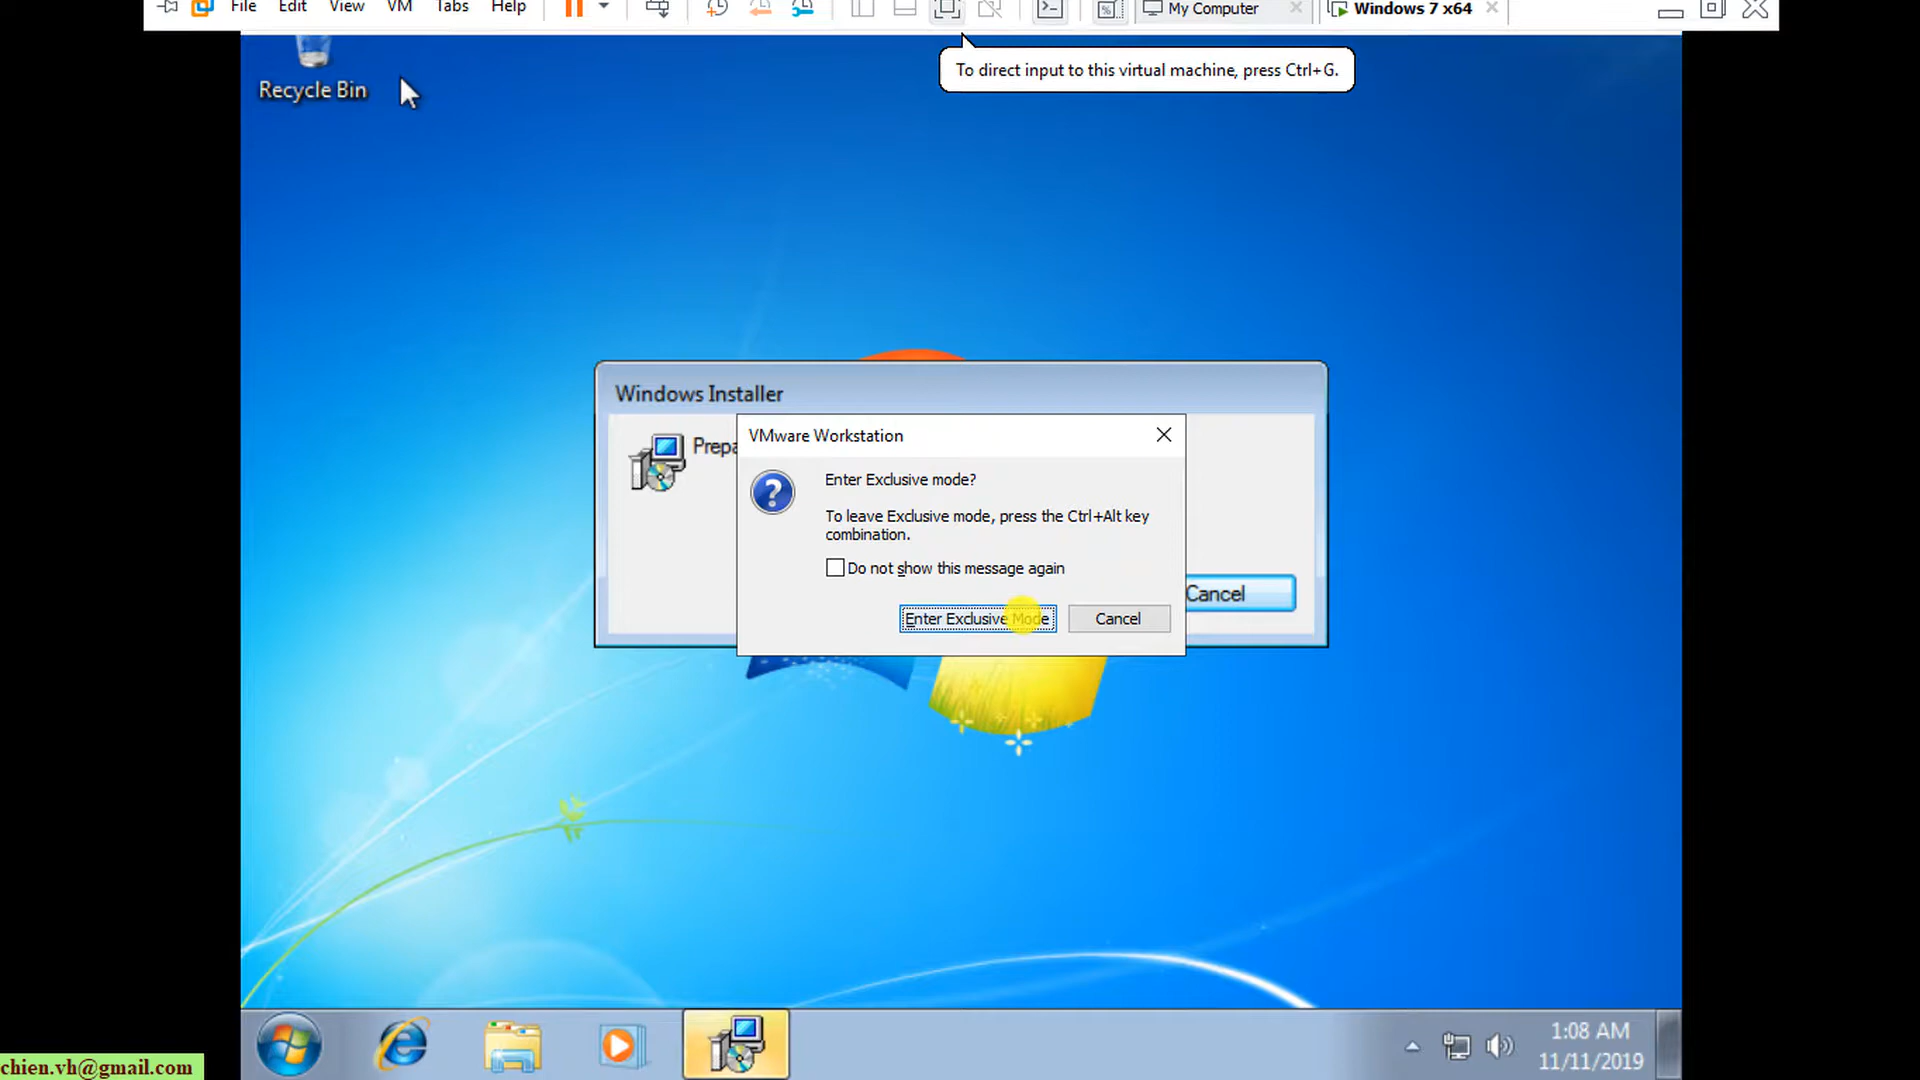 File Edit View VM Tabs Help
My Computer
Windows 7 x64
To direct input to this virtual machine, press Ctrl+G.
Recycle Bin
Windows Installer
Prepa
VMware Workstation
Enter Exclusive mode?
To leave Exclusive mode, press the Ctrl+Alt key
combination.
Do not show this message again
Enter Exclusive Mode
Cancel
Cancel
1:08 AM
11/11/2019
chien.vh@gmail.com